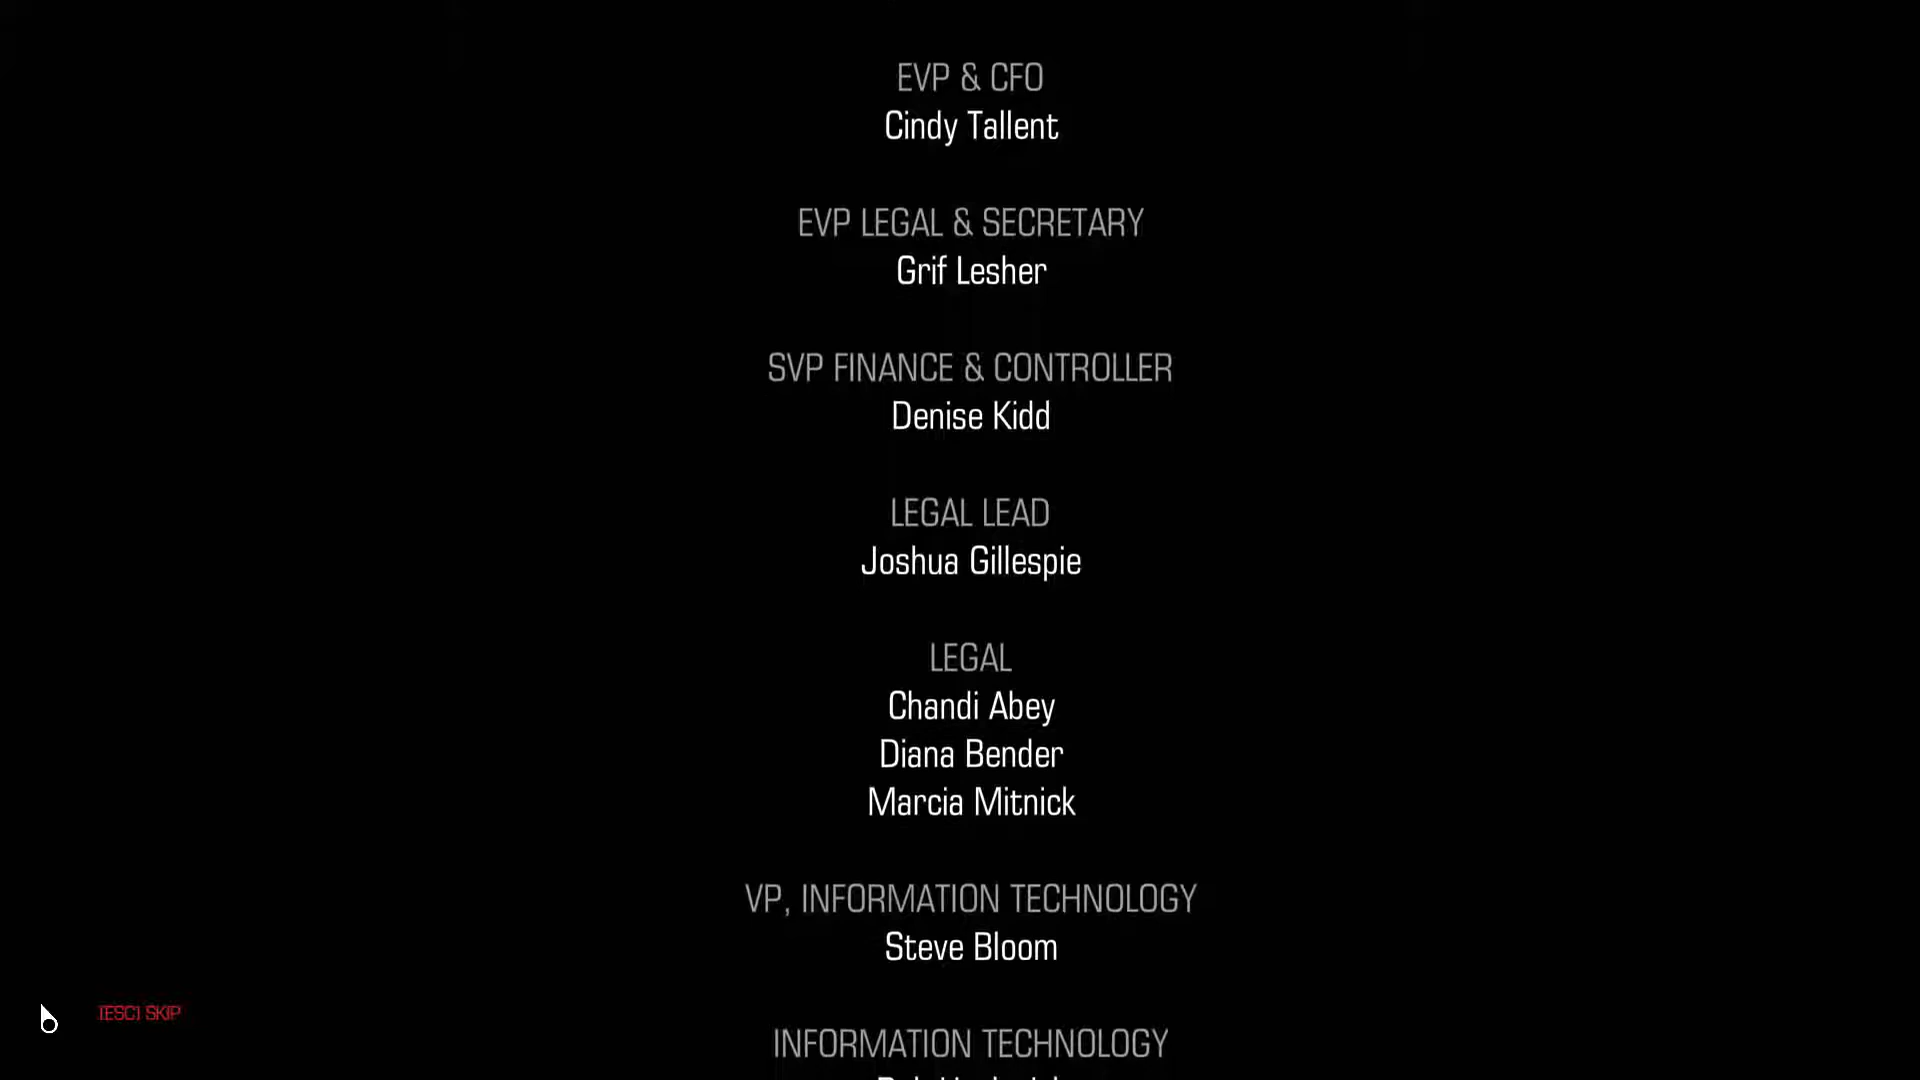 EVP & CFO
Cindy Tallent
EVP LEGAL & SECRETARY
Grif Lesher
SVP FINANCE & CONTROLLER
Denise Kidd
LEGAL LEAD
Joshua Gillespie
LEGAL
Chandi Abey
Diana Bender
Marcia Mitnick
VP, INFORMATION TECHNOLOGY
Steve Bloom
[ESC] SKIP
INFORMATION TECHNOLOGY